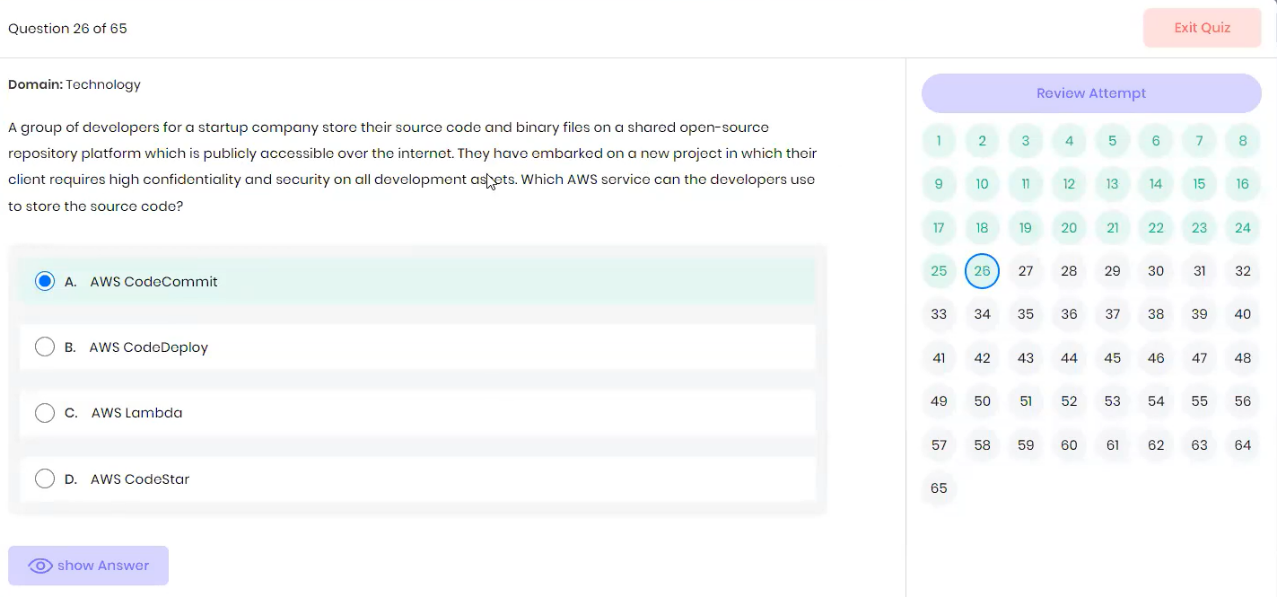 Question 26 of 65
Exit Quiz
Domain: Technology
A group of developers for a startup company store their source code and binary files on a shared open-source
repository platform which is publicly accessible over the internet. They have embarked on a new project in which their
client requires high confidentiality and security on all development assets. Which AWS service can the developers use
to store the source code?
A. AWS CodeCommit
B. AWS CodeDeploy
C. AWS Lambda
D. AWS CodeStar
show Answer
Review Attempt
1 2 3 4 5 6 7 8
9 10 11 12 13 14 15 16
17 18 19 20 21 22 23 24
25 26 27 28 29 30 31 32
33 34 35 36 37 38 39 40
41 42 43 44 45 46 47 48
49 50 51 52 53 54 55 56
57 58 59 60 61 62 63 64
65